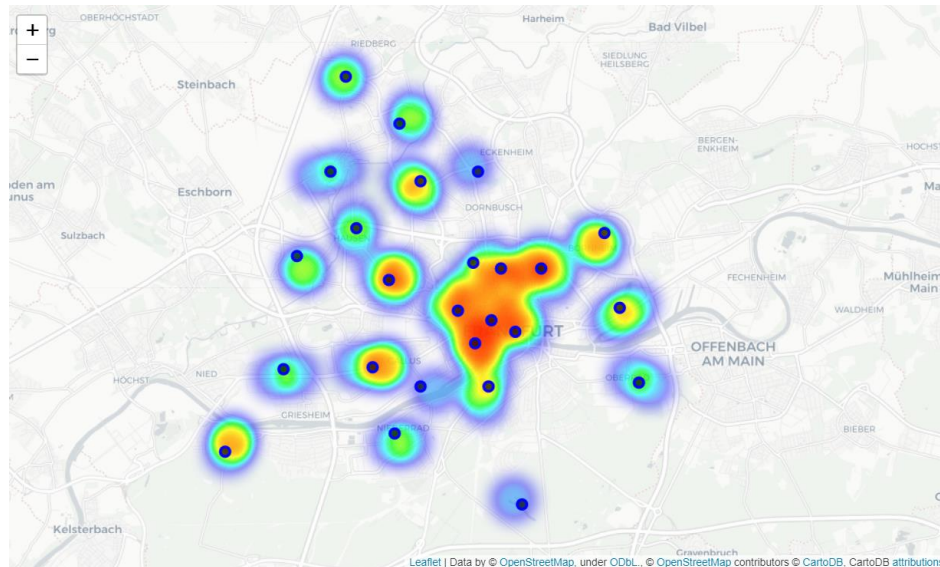 +
−
OBERHÖCHSTADT
Harheim
Bad Vilbel
RIEDBERG
SIEDLUNG
HEILSBERG
Steinbach
BERGEN-
ENKHEIM
ECKENHEIM
Eschborn
DORNBUSCH
Sulzbach
FECHENHEIM
Mühlheim
Main
WALDHEIM
OFFENBACH
AM MAIN
URT
NIED
HÖCHST
GRIESHEIM
BIEBER
Kelsterbach
Gravenbruch
Leaflet | Data by © OpenStreetMap, under ODbL., © OpenStreetMap contributors © CartoDB, CartoDB attributions